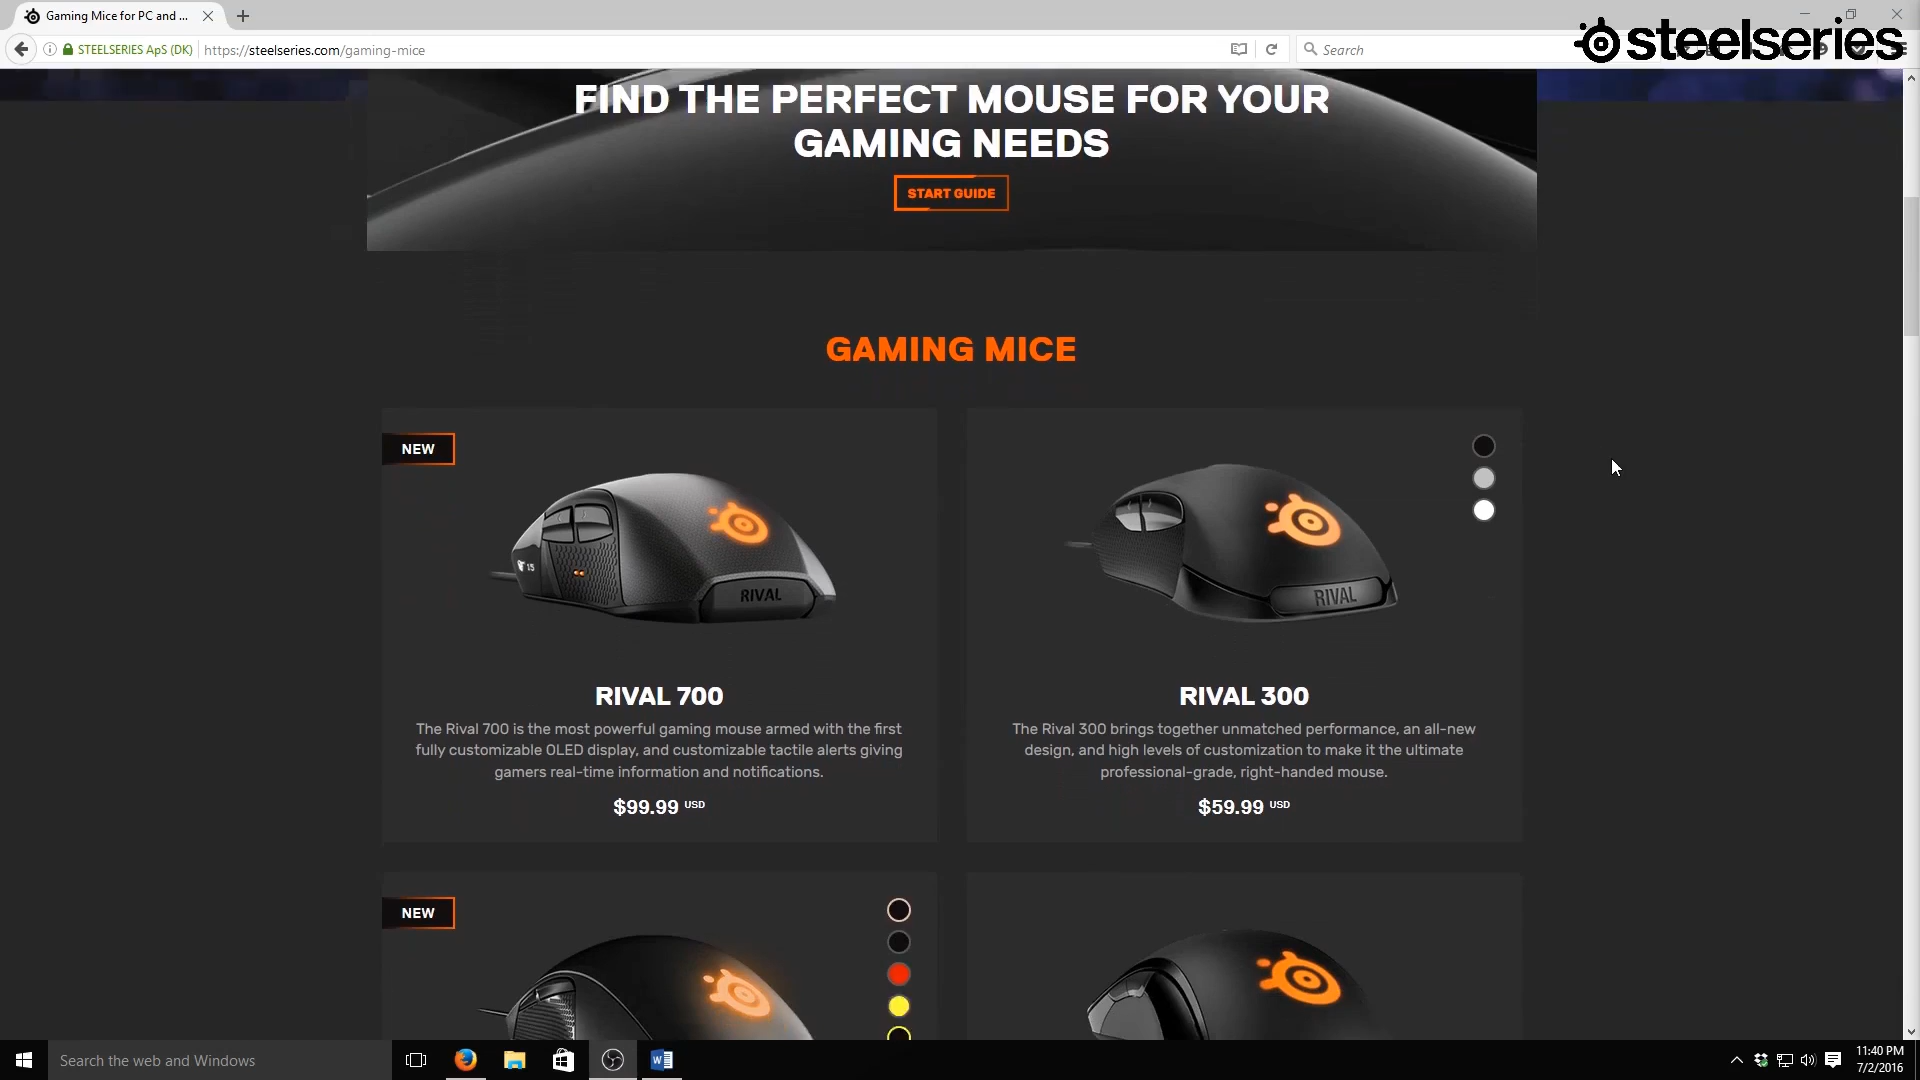 Gaming Mice for PC and ...
steelseries
STEELSERIES ApS (DK)
https://steelseries.com/gaming-mice
Search
FIND THE PERFECT MOUSE FOR YOUR
GAMING NEEDS
START GUIDE
GAMING MICE
NEW
15
RIVAL
RIVAL
RIVAL 700
The Rival 700 is the most powerful gaming mouse armed with the first
fully customizable OLED display, and customizable tactile alerts giving
gamers real-time information and notifications.
$99.99 USD
RIVAL 300
The Rival 300 brings together unmatched performance, an all-new
design, and high levels of customization to make it the ultimate
professional-grade, right-handed mouse.
$59.99 USD
NEW
Search the web and Windows
11:40 PM
7/2/2016